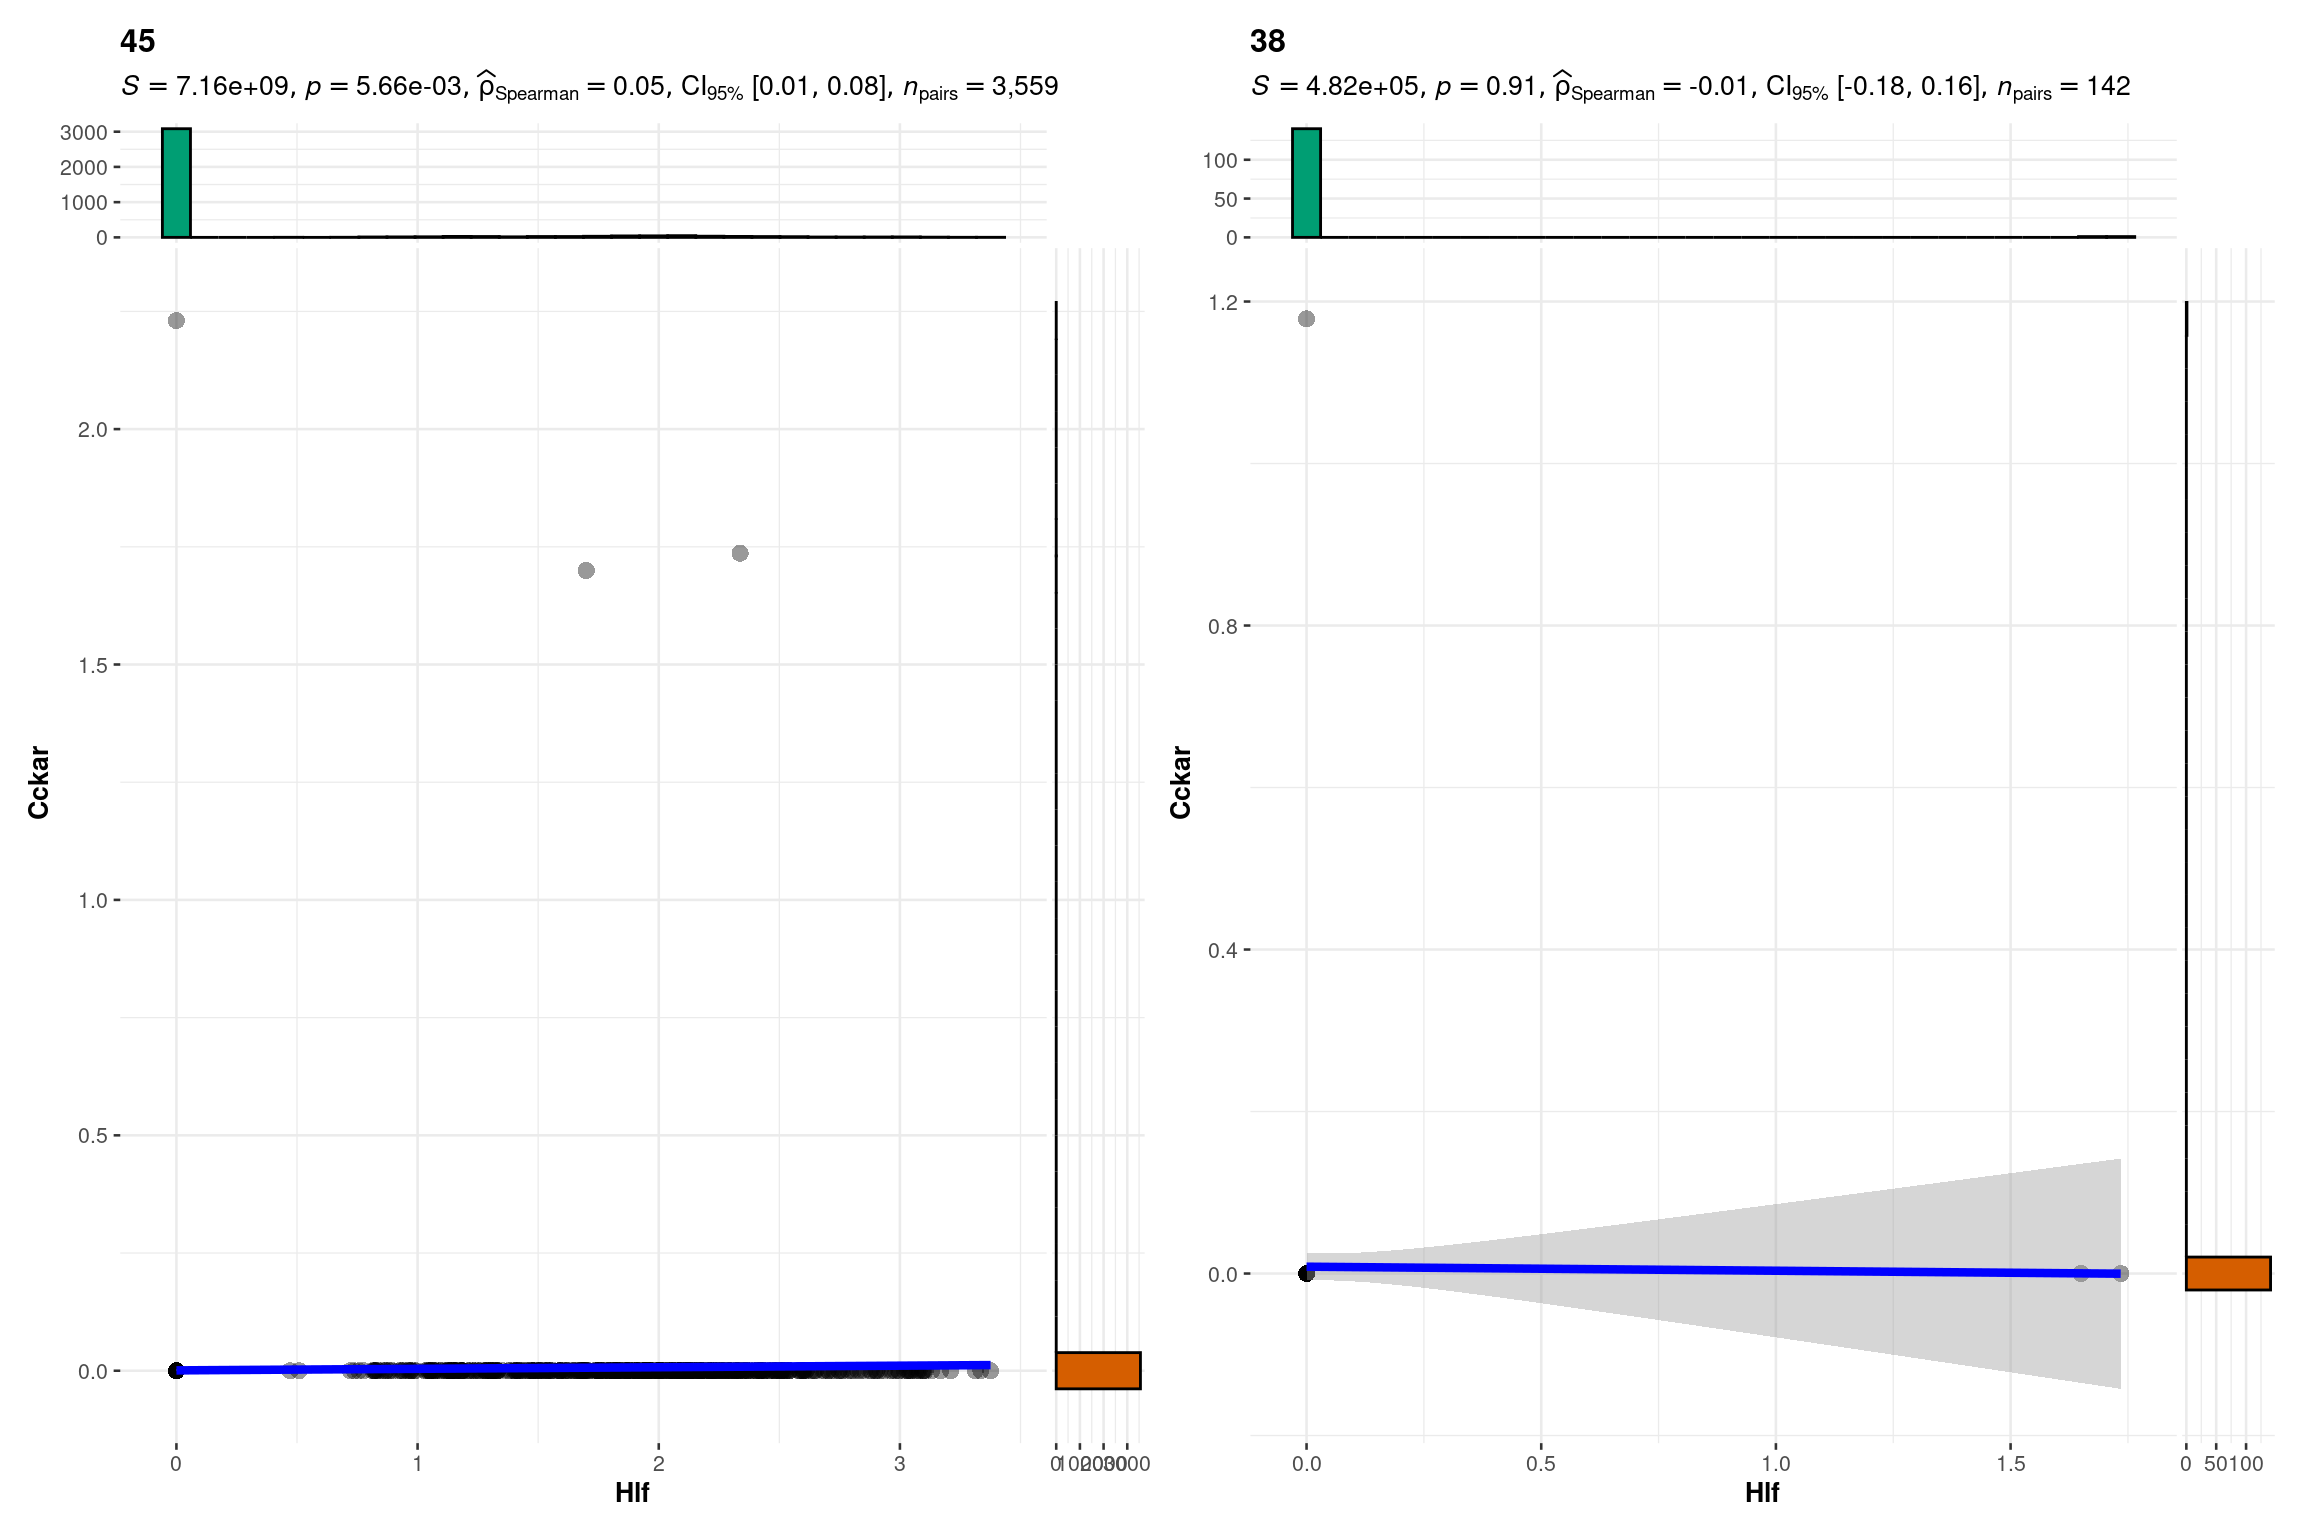 45
S = 7.16e+09, p = 5.66e-03, ρ̂Spearman = 0.05, CI95% [0.01, 0.08], npairs = 3,559
3000
2000
1000
0
2.0
1.5
1.0
0.5
0.0
Cckar
0 1 2 3
0 1000 2000 3000
Hlf
38
S = 4.82e+05, p = 0.91, ρ̂Spearman = -0.01, CI95% [-0.18, 0.16], npairs = 142
100
50
0
1.2
0.8
0.4
0.0
Cckar
0.0 0.5 1.0 1.5
0 50 100
Hlf